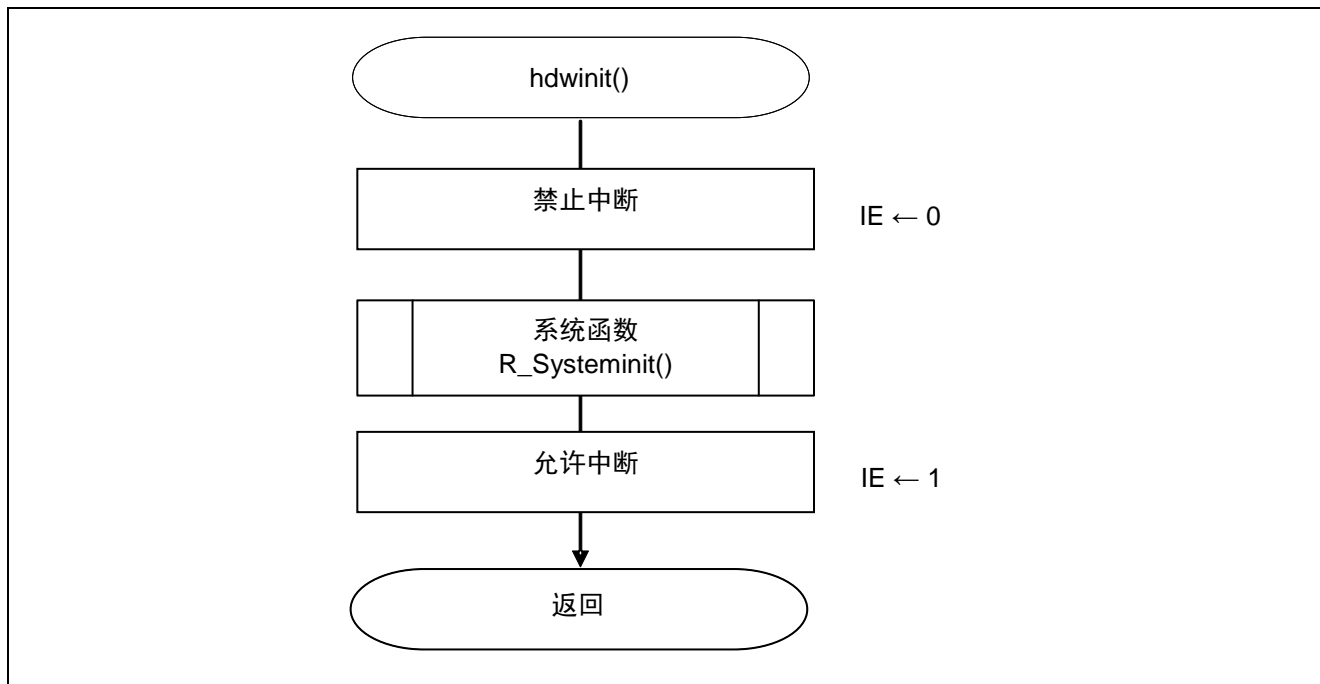 hdwinit()
禁止中断
IE ← 0
系统函数
R_Systeminit()
允许中断
IE ← 1
返回